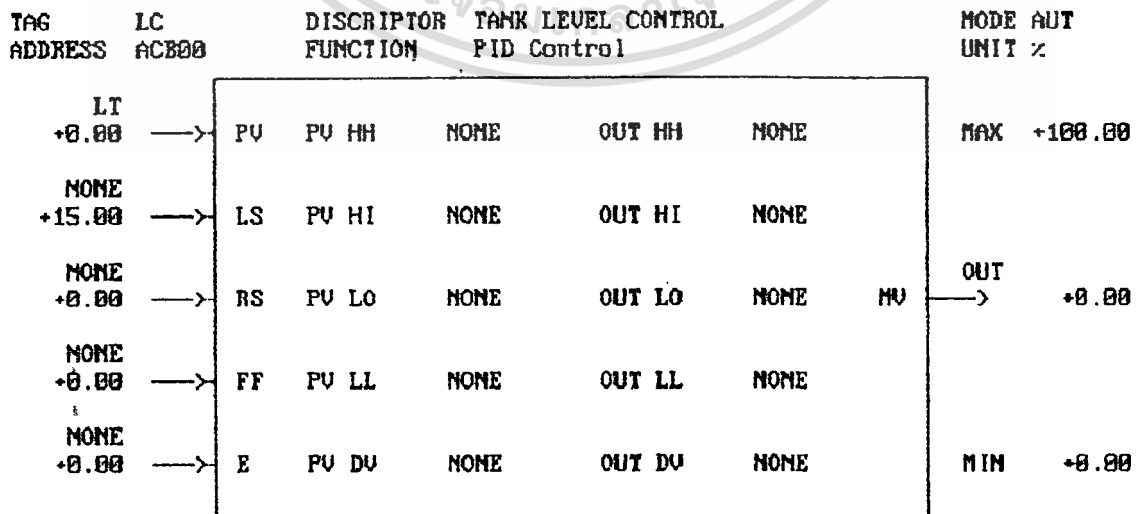 TAG LC DISCRIPTOR TANK LEVEL CONTROL MODE AUT
ADDRESS ACB00 FUNCTION PID Control UNIT %
LT
+0.00 PV PV HH NONE OUT HH NONE MAX +100.00
NONE
+15.00 LS PV HI NONE OUT HI NONE
NONE OUT
+0.00 RS PV LO NONE OUT LO NONE MV +0.00
NONE
+0.00 FF PV LL NONE OUT LL NONE
NONE
+0.00 E PV DV NONE OUT DV NONE MIN +0.00